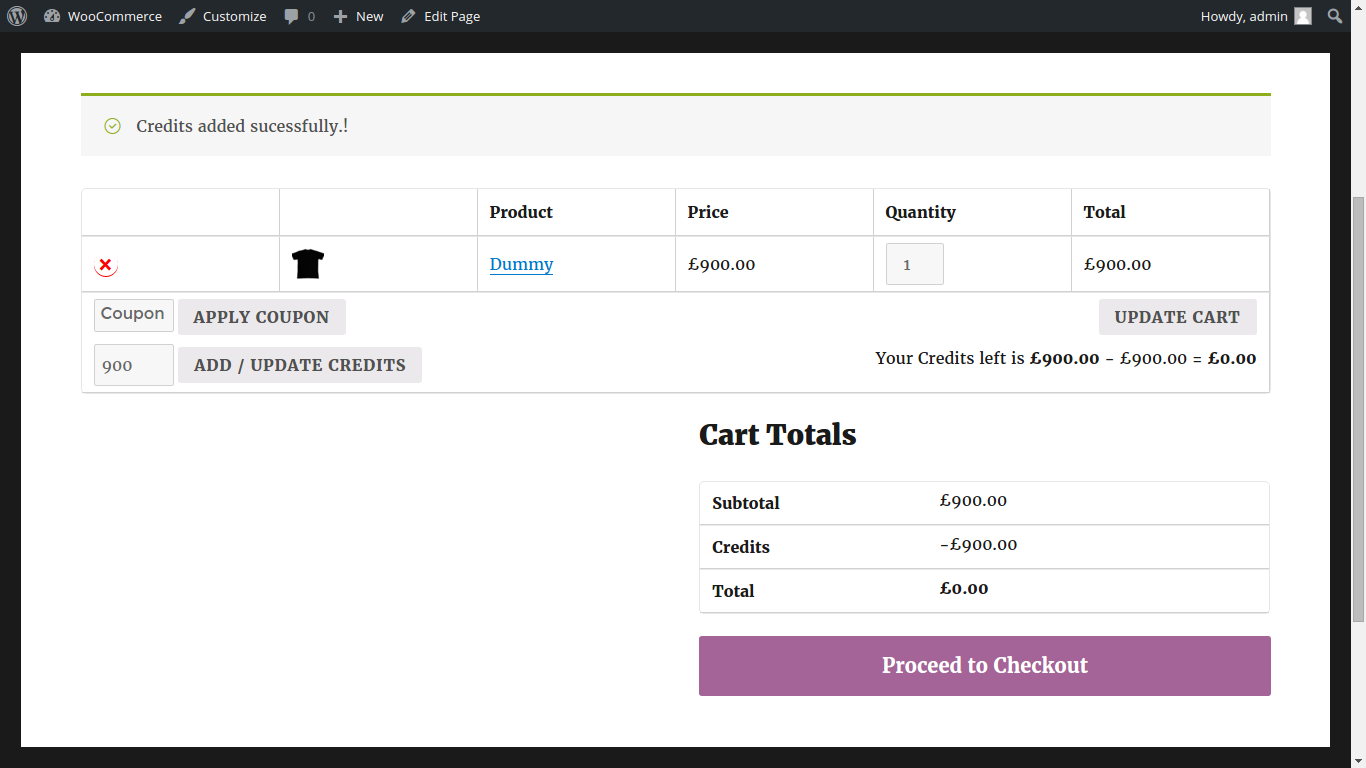 WooCommerce Customize 0 New Edit Page Howdy, admin
Credits added sucessfully.!
Product Price Quantity Total
Dummy £900.00 1 £900.00
Coupon APPLY COUPON UPDATE CART
900 ADD / UPDATE CREDITS Your Credits left is £900.00 - £900.00 = £0.00
Cart Totals
Subtotal £900.00
Credits -£900.00
Total £0.00
Proceed to Checkout